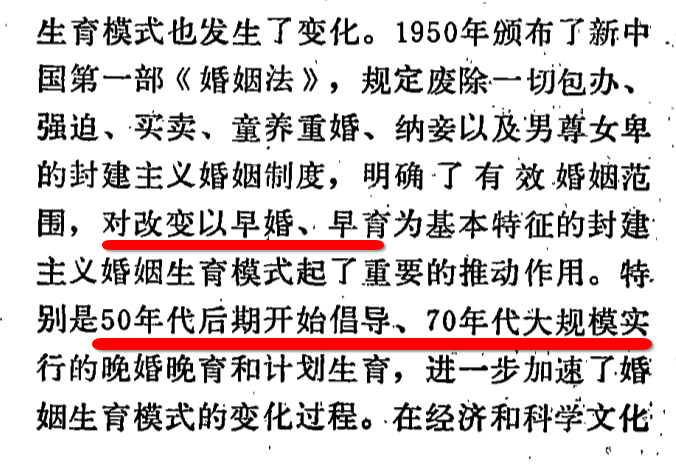 生育模式也发生了变化。1950年颁布了新中
国第一部《婚姻法》，规定废除一切包办、
强迫、买卖、童养重婚、纳妾以及男尊女卑
的封建主义婚姻制度，明确了有效婚姻范
围，对改变以早婚、早育为基本特征的封建
主义婚姻生育模式起了重要的推动作用。特
别是50年代后期开始倡导、70年代大规模实
行的晚婚晚育和计划生育，进一步加速了婚
姻生育模式的变化过程。在经济和科学文化